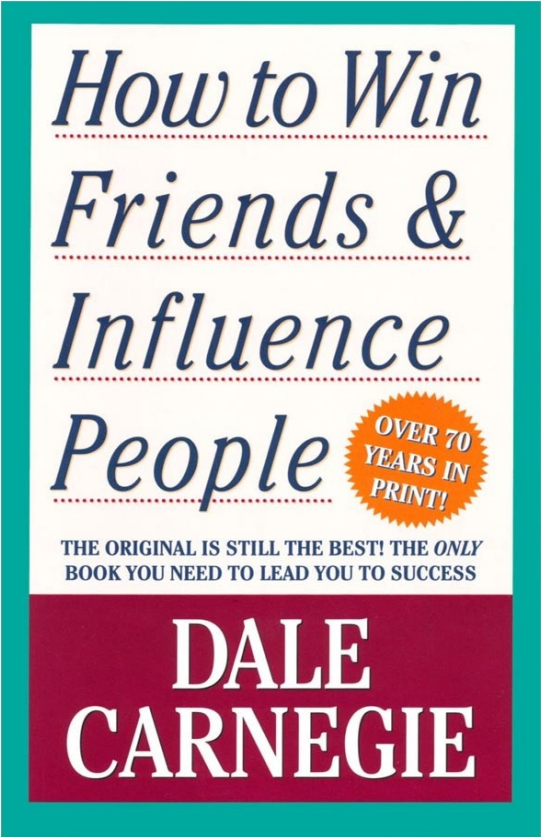 How to Win
Friends &
Influence
People
OVER 70
YEARS IN
PRINT!
THE ORIGINAL IS STILL THE BEST! THE ONLY
BOOK YOU NEED TO LEAD YOU TO SUCCESS
DALE
CARNEGIE